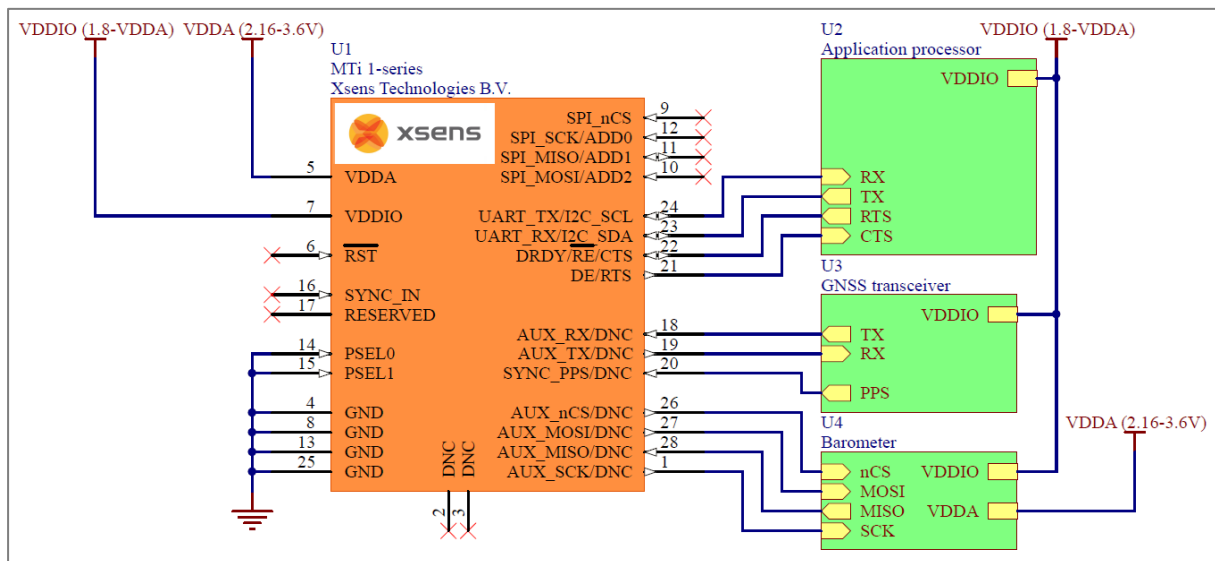 VDDIO (1.8-VDDA)
VDDA (2.16-3.6V)
U1
MTi 1-series
Xsens Technologies B.V.
xsens
5 VDDA
7 VDDIO
6 RST
16 SYNC_IN
17 RESERVED
14 PSEL0
15 PSEL1
4 GND
8 GND
13 GND
25 GND
2 DNC
3 DNC
SPI_nCS 9
SPI_SCK/ADD0 12
SPI_MISO/ADD1 11
SPI_MOSI/ADD2 10
UART_TX/I2C_SCL 24
UART_RX/I2C_SDA 23
DRDY/RE/CTS 22
DE/RTS 21
AUX_RX/DNC 18
AUX_TX/DNC 19
SYNC_PPS/DNC 20
AUX_nCS/DNC 26
AUX_MOSI/DNC 27
AUX_MISO/DNC 28
AUX_SCK/DNC 1
U2
Application processor
VDDIO (1.8-VDDA)
VDDIO
RX
TX
RTS
CTS
U3
GNSS transceiver
VDDIO
TX
RX
PPS
U4
Barometer
VDDA (2.16-3.6V)
nCS VDDIO
MOSI
MISO VDDA
SCK